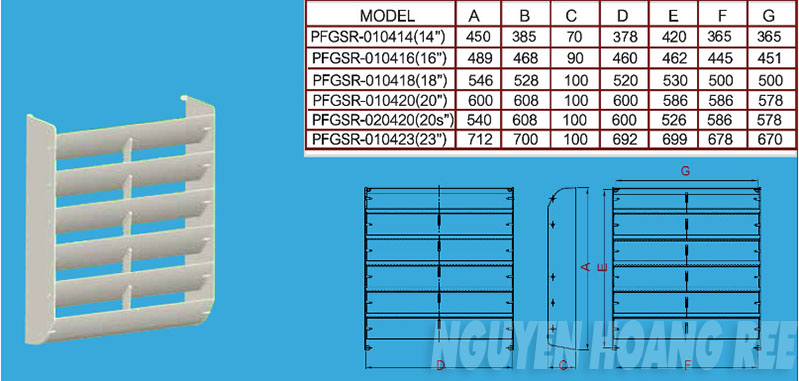 MODEL A B C D E F G
PFGSR-010414(14") 450 385 70 378 420 365 365
PFGSR-010416(16") 489 468 90 460 462 445 451
PFGSR-010418(18") 546 528 100 520 530 500 500
PFGSR-010420(20") 600 608 100 600 586 586 578
PFGSR-020420(20s") 540 608 100 600 526 586 578
PFGSR-010423(23") 712 700 100 692 699 678 670
G
A
E
NGUYEN HOANG REE
D C F